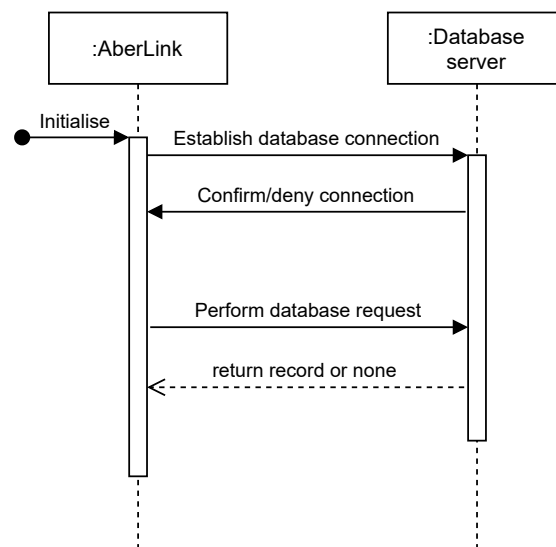 :AberLink
:Database
server
Initialise
Establish database connection
Confirm/deny connection
Perform database request
return record or none